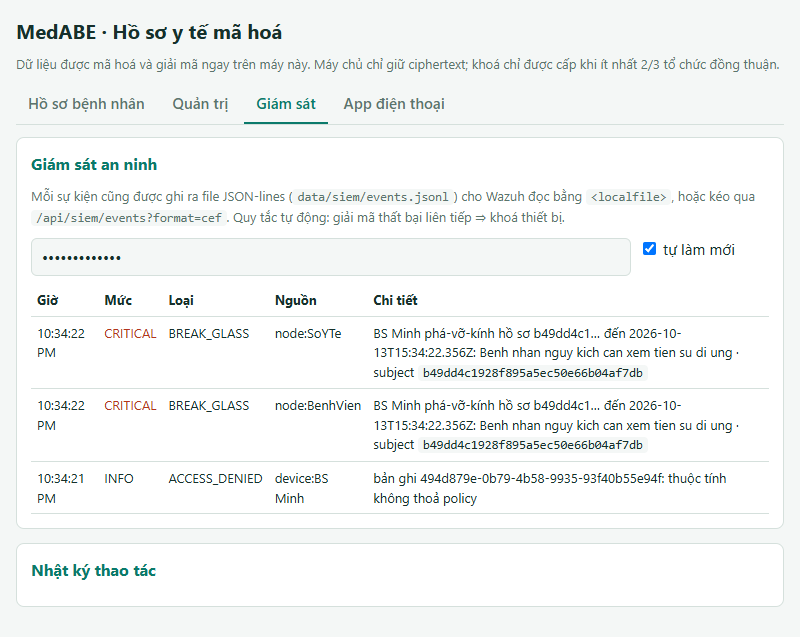 MedABE · Hồ sơ y tế mã hoá
Dữ liệu được mã hoá và giải mã ngay trên máy này. Máy chủ chỉ giữ ciphertext; khoá chỉ được cấp khi ít nhất 2/3 tổ chức đồng thuận.
Hồ sơ bệnh nhân Quản trị Giám sát App điện thoại
Giám sát an ninh
Mỗi sự kiện cũng được ghi ra file JSON-lines ( data/siem/events.jsonl ) cho Wazuh đọc bằng <localfile> , hoặc kéo qua
/api/siem/events?format=cef . Quy tắc tự động: giải mã thất bại liên tiếp ⇒ khoá thiết bị.
•••••••••••••
tự làm mới
Giờ Mức Loại Nguồn Chi tiết
10:34:22 CRITICAL BREAK_GLASS node:SoYTe BS Minh phá-vỡ-kính hồ sơ b49dd4c1… đến 2026-10-
PM 13T15:34:22.356Z: Benh nhan nguy kich can xem tien su di ung ·
subject b49dd4c1928f895a5ec50e66b04af7db
10:34:22 CRITICAL BREAK_GLASS node:BenhVien BS Minh phá-vỡ-kính hồ sơ b49dd4c1… đến 2026-10-
PM 13T15:34:22.356Z: Benh nhan nguy kich can xem tien su di ung ·
subject b49dd4c1928f895a5ec50e66b04af7db
10:34:21 INFO ACCESS_DENIED device:BS bản ghi 494d879e-0b79-4b58-9935-93f40b55e94f: thuộc tính
PM Minh không thoả policy
Nhật ký thao tác